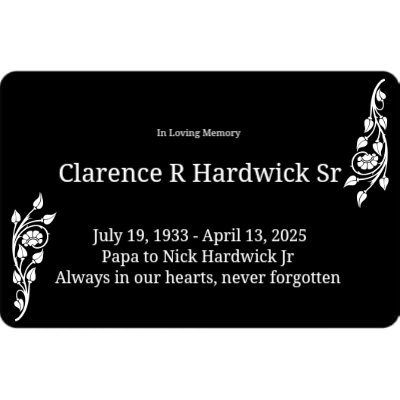 In Loving Memory
Clarence R Hardwick Sr
July 19, 1933 - April 13, 2025
Papa to Nick Hardwick Jr
Always in our hearts, never forgotten